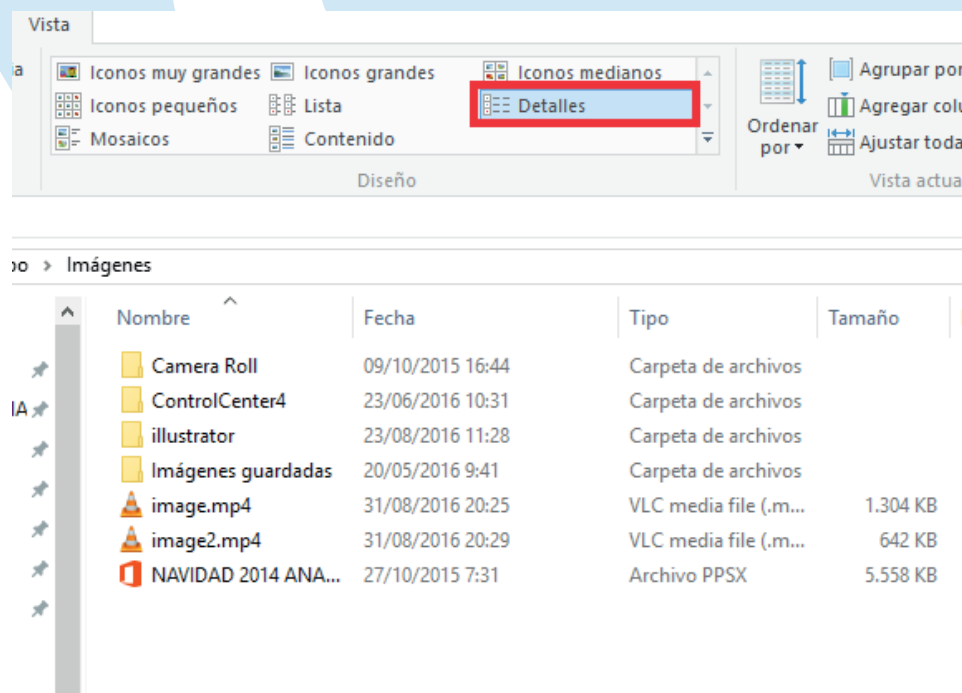 Vista
Iconos muy grandes Iconos grandes Iconos medianos Agrupar por
Iconos pequeños Lista Detalles Agregar colu
Mosaicos Contenido Ordenar por Ajustar toda
Diseño Vista actua
Imágenes
Nombre Fecha Tipo Tamaño
Camera Roll 09/10/2015 16:44 Carpeta de archivos
ControlCenter4 23/06/2016 10:31 Carpeta de archivos
illustrator 23/08/2016 11:28 Carpeta de archivos
Imágenes guardadas 20/05/2016 9:41 Carpeta de archivos
image.mp4 31/08/2016 20:25 VLC media file (.m... 1.304 KB
image2.mp4 31/08/2016 20:29 VLC media file (.m... 642 KB
NAVIDAD 2014 ANA... 27/10/2015 7:31 Archivo PPSX 5.558 KB